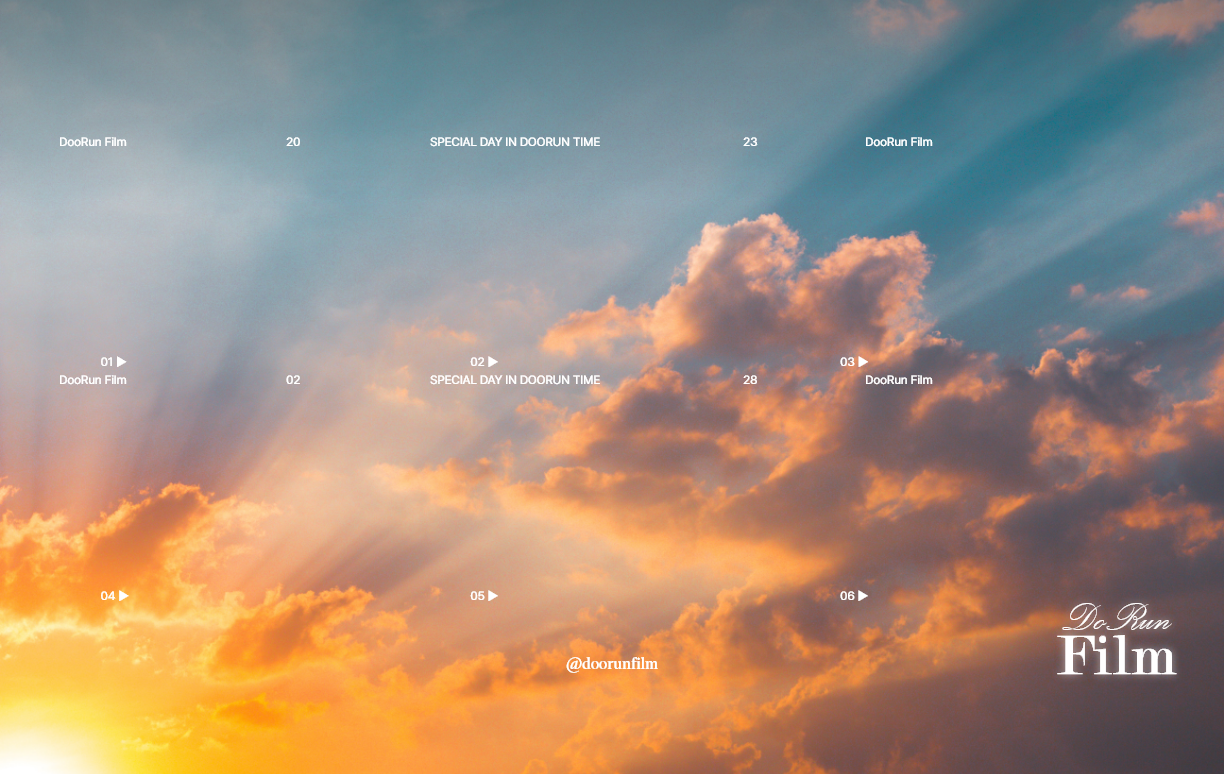 DooRun Film 20 SPECIAL DAY IN DOORUN TIME 23 DooRun Film
01 ▶ 02 ▶ 03 ▶
DooRun Film 02 SPECIAL DAY IN DOORUN TIME 28 DooRun Film
04 ▶ 05 ▶ 06 ▶
@doorunfilm
DoRun
Film